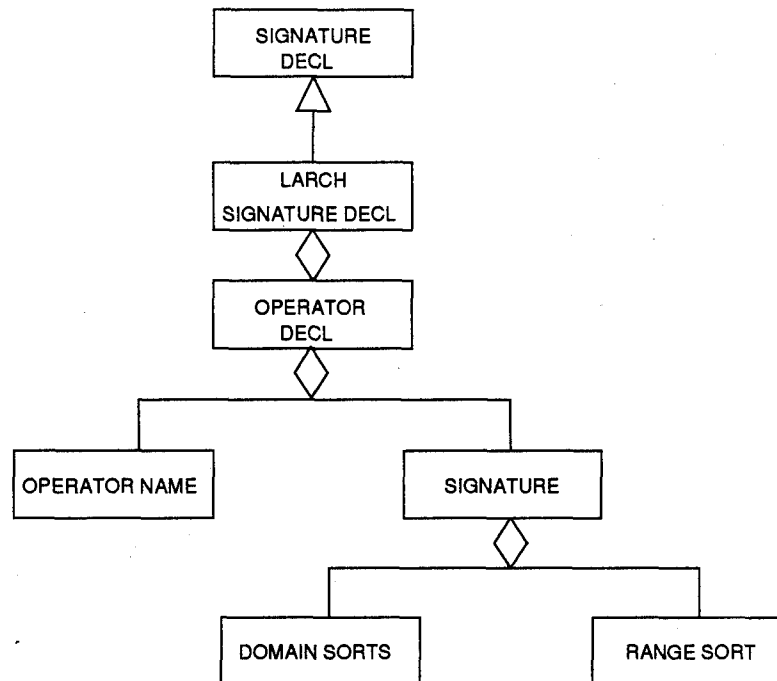 SIGNATURE
DECL
LARCH
SIGNATURE DECL
OPERATOR
DECL
OPERATOR NAME
SIGNATURE
DOMAIN SORTS
RANGE SORT